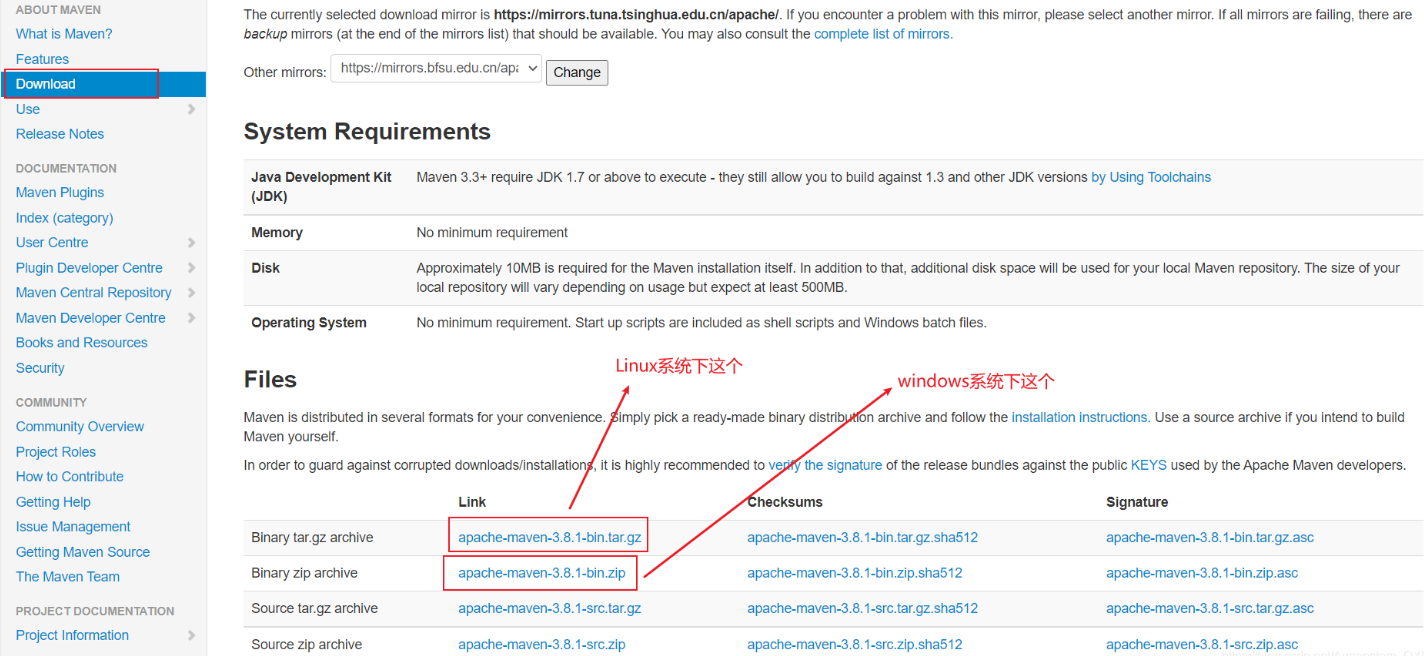 ABOUT MAVEN
What is Maven?
Features
Download
Use
Release Notes
DOCUMENTATION
Maven Plugins
Index (category)
User Centre
Plugin Developer Centre
Maven Central Repository
Maven Developer Centre
Books and Resources
Security
COMMUNITY
Community Overview
Project Roles
How to Contribute
Getting Help
Issue Management
Getting Maven Source
The Maven Team
PROJECT DOCUMENTATION
Project Information
The currently selected download mirror is https://mirrors.tuna.tsinghua.edu.cn/apache/. If you encounter a problem with this mirror, please select another mirror. If all mirrors are failing, there are
backup mirrors (at the end of the mirrors list) that should be available. You may also consult the complete list of mirrors.
Other mirrors: https://mirrors.bfsu.edu.cn/apa Change
System Requirements
Java Development Kit Maven 3.3+ require JDK 1.7 or above to execute - they still allow you to build against 1.3 and other JDK versions by Using Toolchains
(JDK)
Memory No minimum requirement
Disk Approximately 10MB is required for the Maven installation itself. In addition to that, additional disk space will be used for your local Maven repository. The size of your
local repository will vary depending on usage but expect at least 500MB.
Operating System No minimum requirement. Start up scripts are included as shell scripts and Windows batch files.
Linux系统下这个
windows系统下这个
Files
Maven is distributed in several formats for your convenience. Simply pick a ready-made binary distribution archive and follow the installation instructions. Use a source archive if you intend to build
Maven yourself.
In order to guard against corrupted downloads/installations, it is highly recommended to verify the signature of the release bundles against the public KEYS used by the Apache Maven developers.
Link Checksums Signature
Binary tar.gz archive apache-maven-3.8.1-bin.tar.gz apache-maven-3.8.1-bin.tar.gz.sha512 apache-maven-3.8.1-bin.tar.gz.asc
Binary zip archive apache-maven-3.8.1-bin.zip apache-maven-3.8.1-bin.zip.sha512 apache-maven-3.8.1-bin.zip.asc
Source tar.gz archive apache-maven-3.8.1-src.tar.gz apache-maven-3.8.1-src.tar.gz.sha512 apache-maven-3.8.1-src.tar.gz.asc
Source zip archive apache-maven-3.8.1-src.zip apache-maven-3.8.1-src.zip.sha512 apache-maven-3.8.1-src.zip.asc